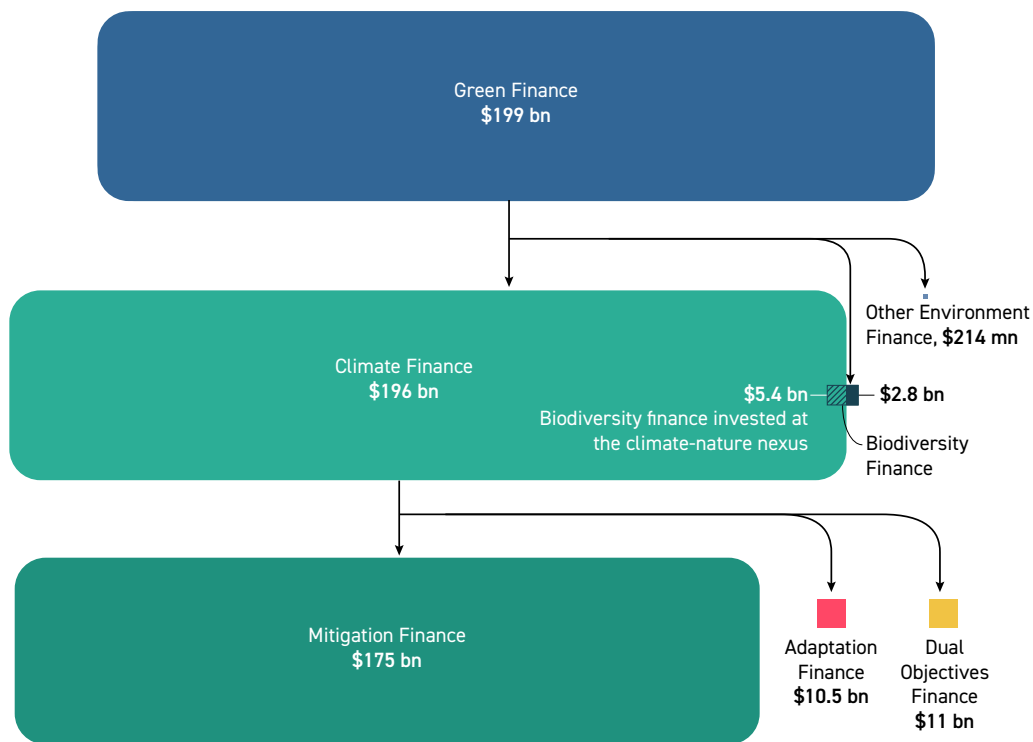 Green Finance
$199 bn
Climate Finance
$196 bn
Other Environment
Finance, $214 mn
$5.4 bn
Biodiversity finance invested at
the climate-nature nexus
$2.8 bn
Biodiversity
Finance
Mitigation Finance
$175 bn
Adaptation
Finance
$10.5 bn
Dual
Objectives
Finance
$11 bn